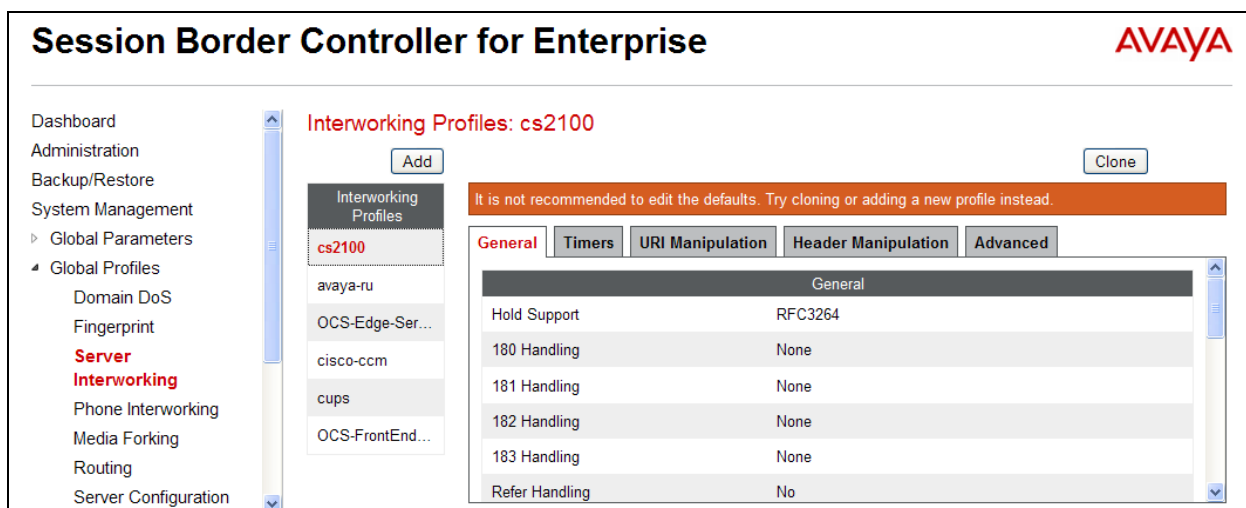 Session Border Controller for Enterprise
AVAYA
Dashboard
Administration
Backup/Restore
System Management
Global Parameters
Global Profiles
Domain DoS
Fingerprint
Server
Interworking
Phone Interworking
Media Forking
Routing
Server Configuration
Interworking Profiles: cs2100
Add
Clone
Interworking
Profiles
cs2100
avaya-ru
OCS-Edge-Ser...
cisco-ccm
cups
OCS-FrontEnd...
It is not recommended to edit the defaults. Try cloning or adding a new profile instead.
General Timers URI Manipulation Header Manipulation Advanced
General
Hold Support RFC3264
180 Handling None
181 Handling None
182 Handling None
183 Handling None
Refer Handling No